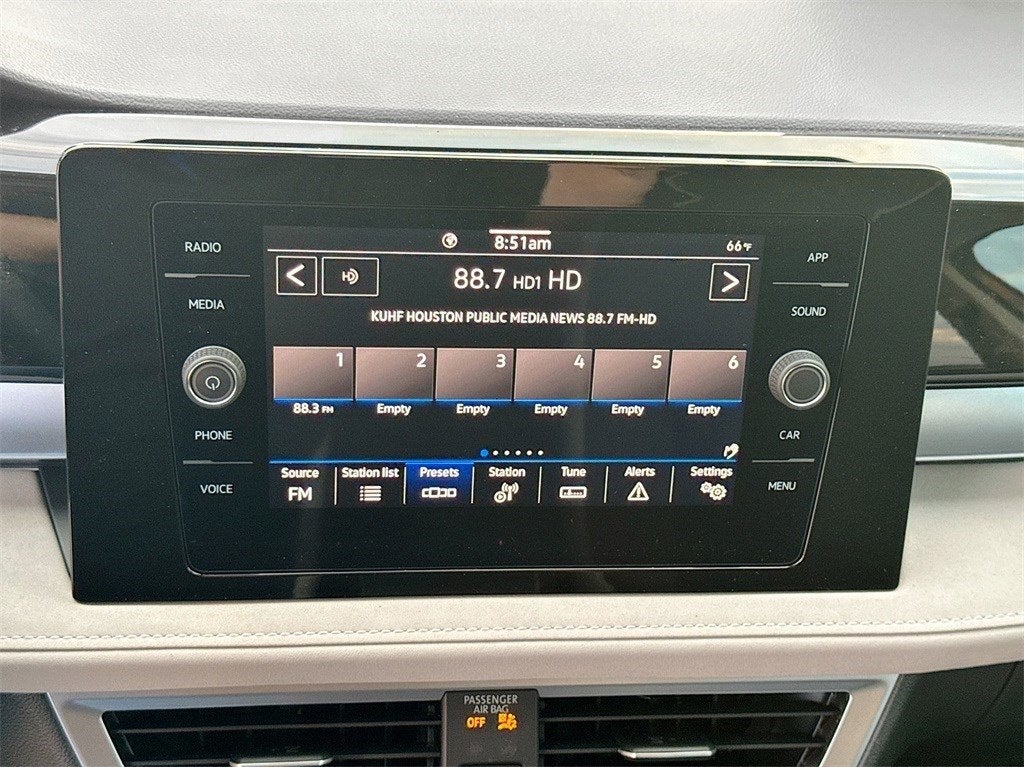 8:51am
66°F
RADIO
MEDIA
PHONE
VOICE
<
HD
88.7 HD1 HD
>
KUHF HOUSTON PUBLIC MEDIA NEWS 88.7 FM-HD
1 2 3 4 5 6
88.3 FM Empty Empty Empty Empty Empty
Source Station list Presets Station Tune Alerts Settings
FM
APP
SOUND
CAR
MENU
PASSENGER
AIR BAG
OFF